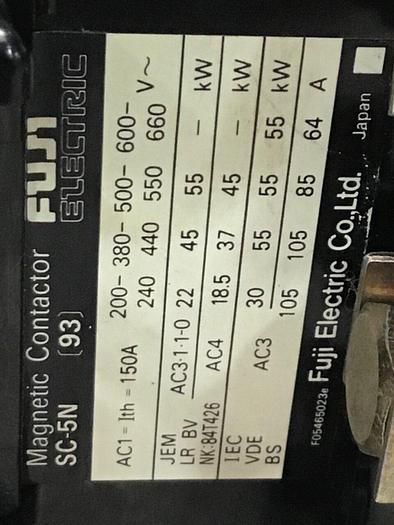 Magnetic Contactor FUJI
SC-5N [93] ELECTRIC
AC1 = Ith = 150A 200- 380- 500- 600-
240 440 550 660 V~
JEM AC3·1·1-0 22 45 55 – kW
LR BV
NK:84T426 AC4 18.5 37 45 – kW
IEC 30 55 55 55 kW
VDE AC3
BS 105 105 85 64 A
F05465023e Fuji Electric Co.,Ltd. Japan